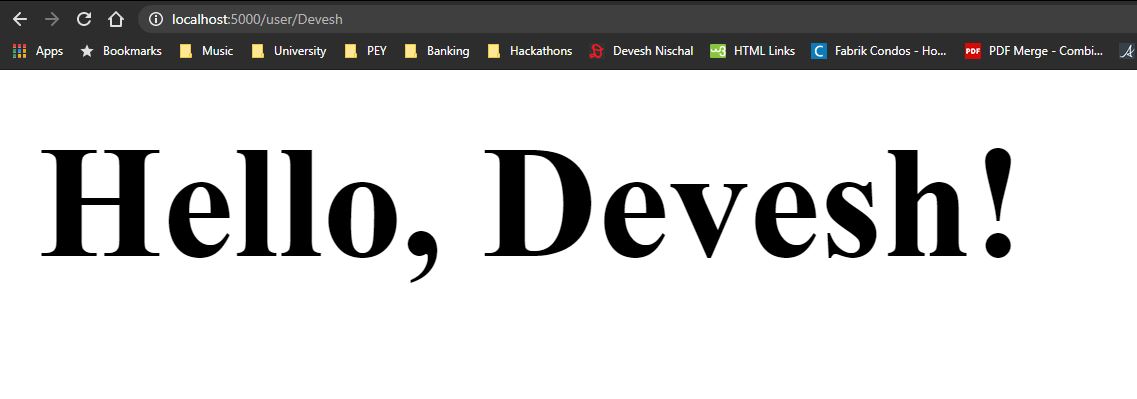 localhost:5000/user/Devesh
Apps Bookmarks Music University PEY Banking Hackathons Devesh Nischal HTML Links Fabrik Condos - Ho... PDF PDF Merge - Combi...
Hello, Devesh!